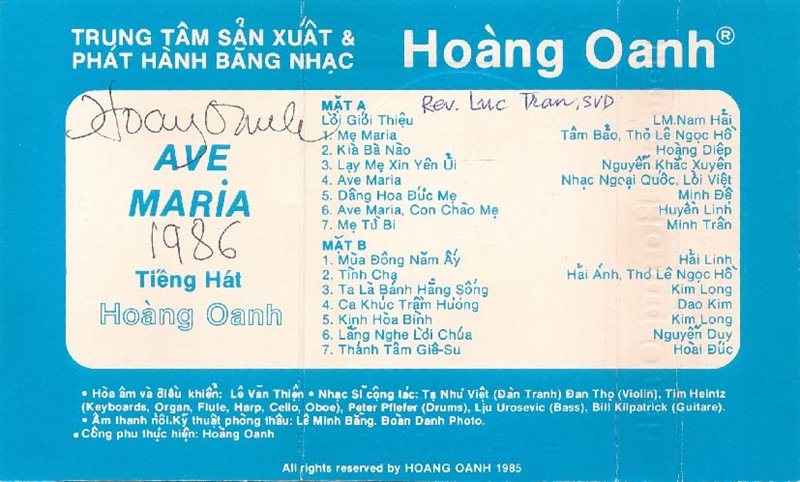 TRUNG TÂM SẢN XUẤT &
PHÁT HÀNH BĂNG NHẠC
Hoàng Oanh®
Hoàng Oanh
AVE
MARIA
1986
Tiếng Hát
Hoàng Oanh
MẶT A Rev. Luc Tran, SVD
Lời Giới Thiệu LM.Nam Hải
1. Mẹ Maria Tâm Bảo, Thơ Lê Ngọc Hồ
2. Kià Bà Nào Hoàng Diệp
3. Lạy Mẹ Xin Yên Ủi Nguyễn Khắc Xuyên
4. Ave Maria Nhạc Ngoại Quốc, Lời Việt
5. Dâng Hoa Đức Mẹ Minh Đệ
6. Ave Maria, Con Chào Mẹ Huyền Linh
7. Mẹ Từ Bi Minh Trân
MẶT B
1. Mùa Đông Năm Ấy Hải Linh
2. Tình Cha Hải Ánh, Thơ Lê Ngọc Hồ
3. Ta Là Bánh Hằng Sống Kim Long
4. Ca Khúc Trầm Hương Dao Kim
5. Kinh Hòa Bình Kim Long
6. Lắng Nghe Lời Chúa Nguyễn Duy
7. Thánh Tâm Giê-Su Hoài Đức
• Hòa âm và điều khiển: Lê Văn Thiện • Nhạc Sĩ cộng tác: Tạ Như Việt (Đàn Tranh) Đan Thọ (Violin), Tim Heintz
(Keyboards, Organ, Flute, Harp, Cello, Oboe), Peter Pfiefer (Drums), Lju Urosevic (Bass), Bill Kilpatrick (Guitare).
• Âm thanh nổi.Kỹ thuật phòng thâu: Lê Minh Bằng. Đoàn Danh Photo.
• Công phu thực hiện: Hoàng Oanh
All rights reserved by HOANG OANH 1985